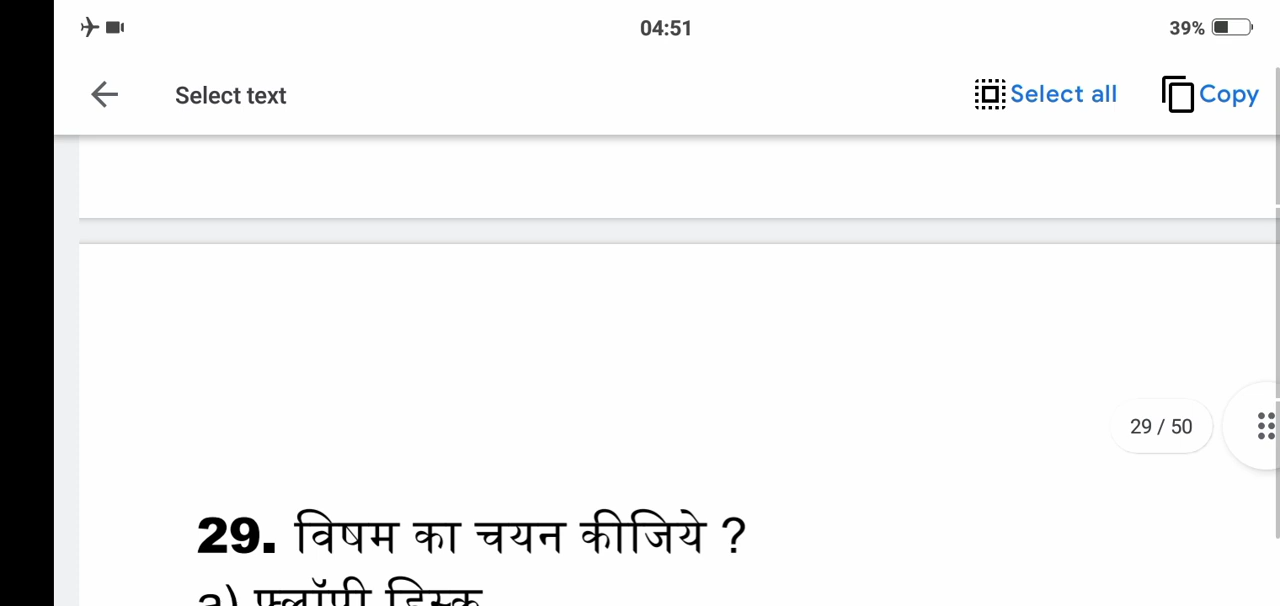 04:51
39%
Select text
Select all
Copy
29 / 50
29. विषम का चयन कीजिये ?
a) फ्लॉपी डिस्क